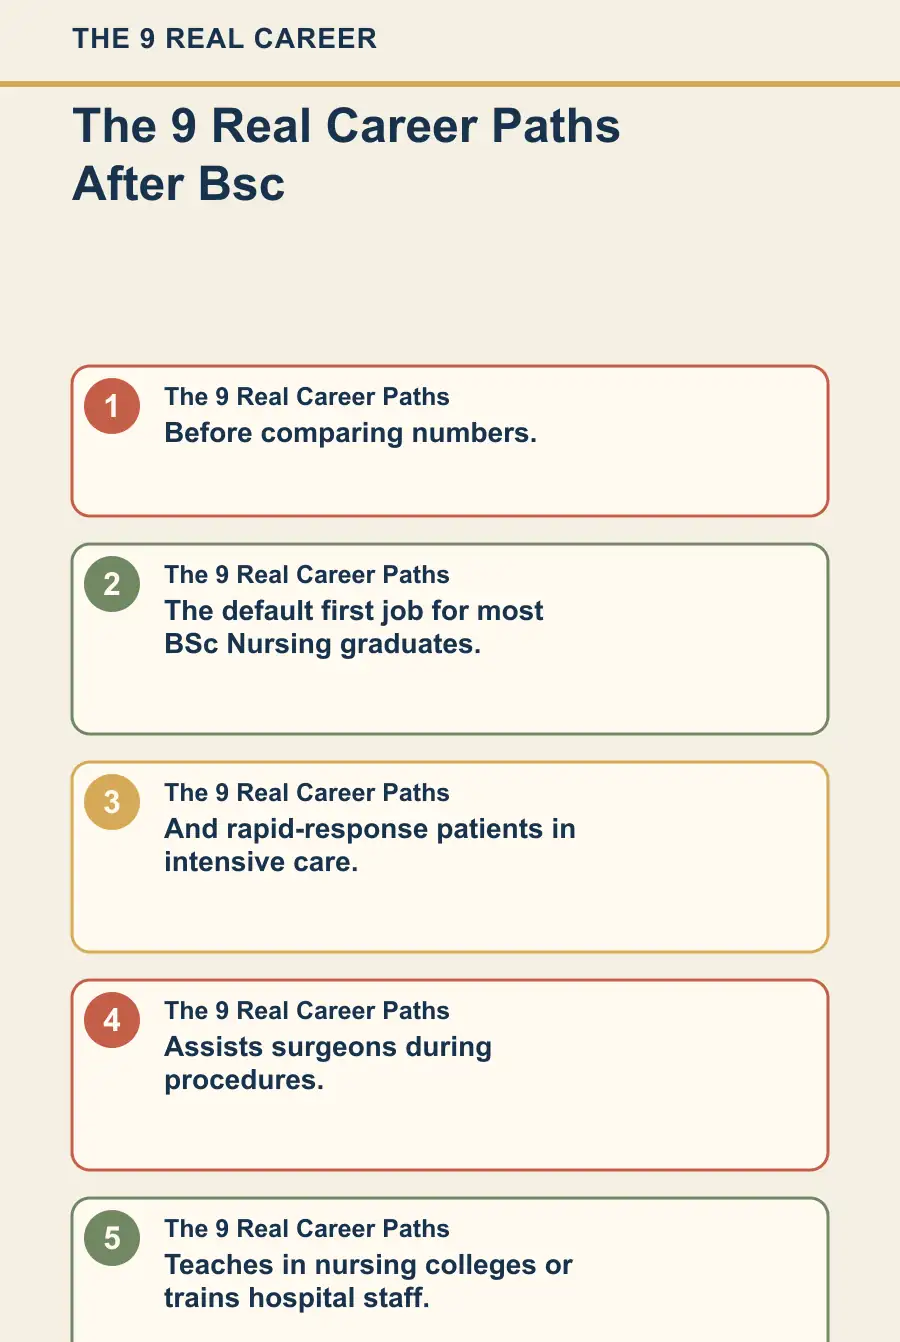 THE 9 REAL CAREER
The 9 Real Career Paths
After Bsc
1
The 9 Real Career Paths
Before comparing numbers.
2
The 9 Real Career Paths
The default first job for most
BSc Nursing graduates.
3
The 9 Real Career Paths
And rapid-response patients in
intensive care.
4
The 9 Real Career Paths
Assists surgeons during
procedures.
5
The 9 Real Career Paths
Teaches in nursing colleges or
trains hospital staff.